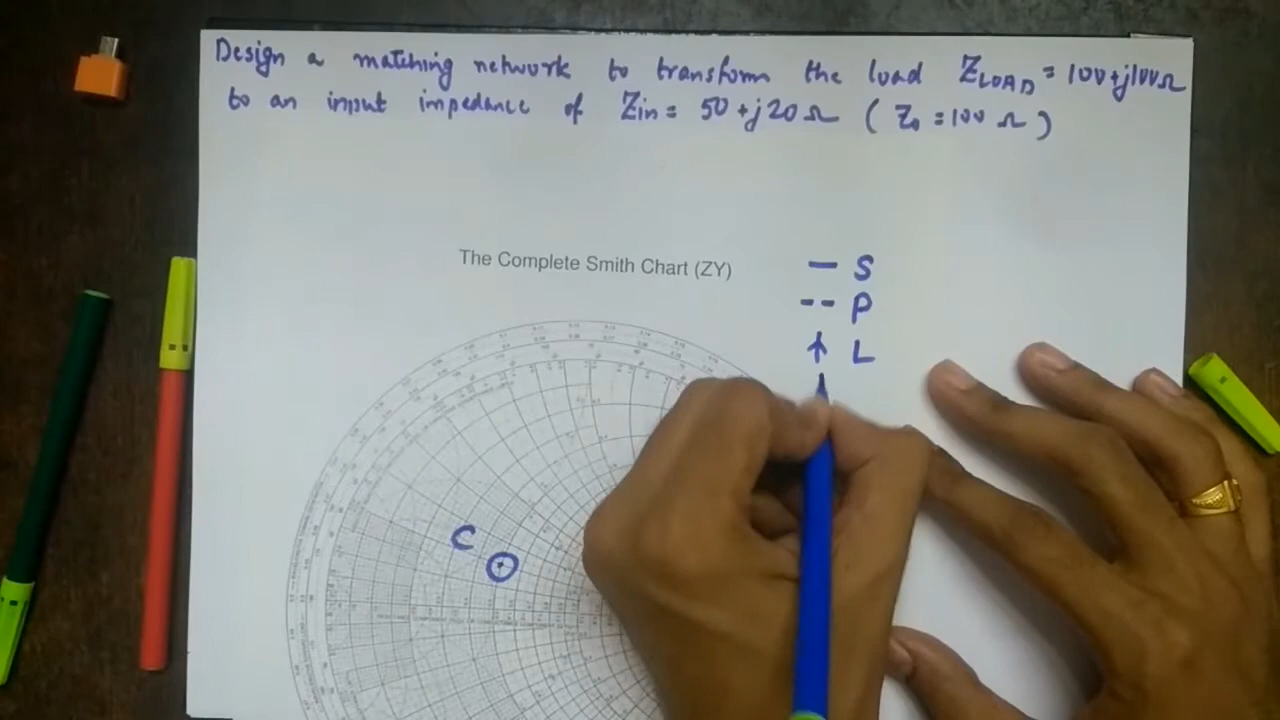 Design a matching network to transform the load ZLOAD = 100+j100Ω
to an input impedance of Zin = 50+j20Ω ( Z0 = 100 Ω )
The Complete Smith Chart (ZY)
— S
-- P
↑ L
C